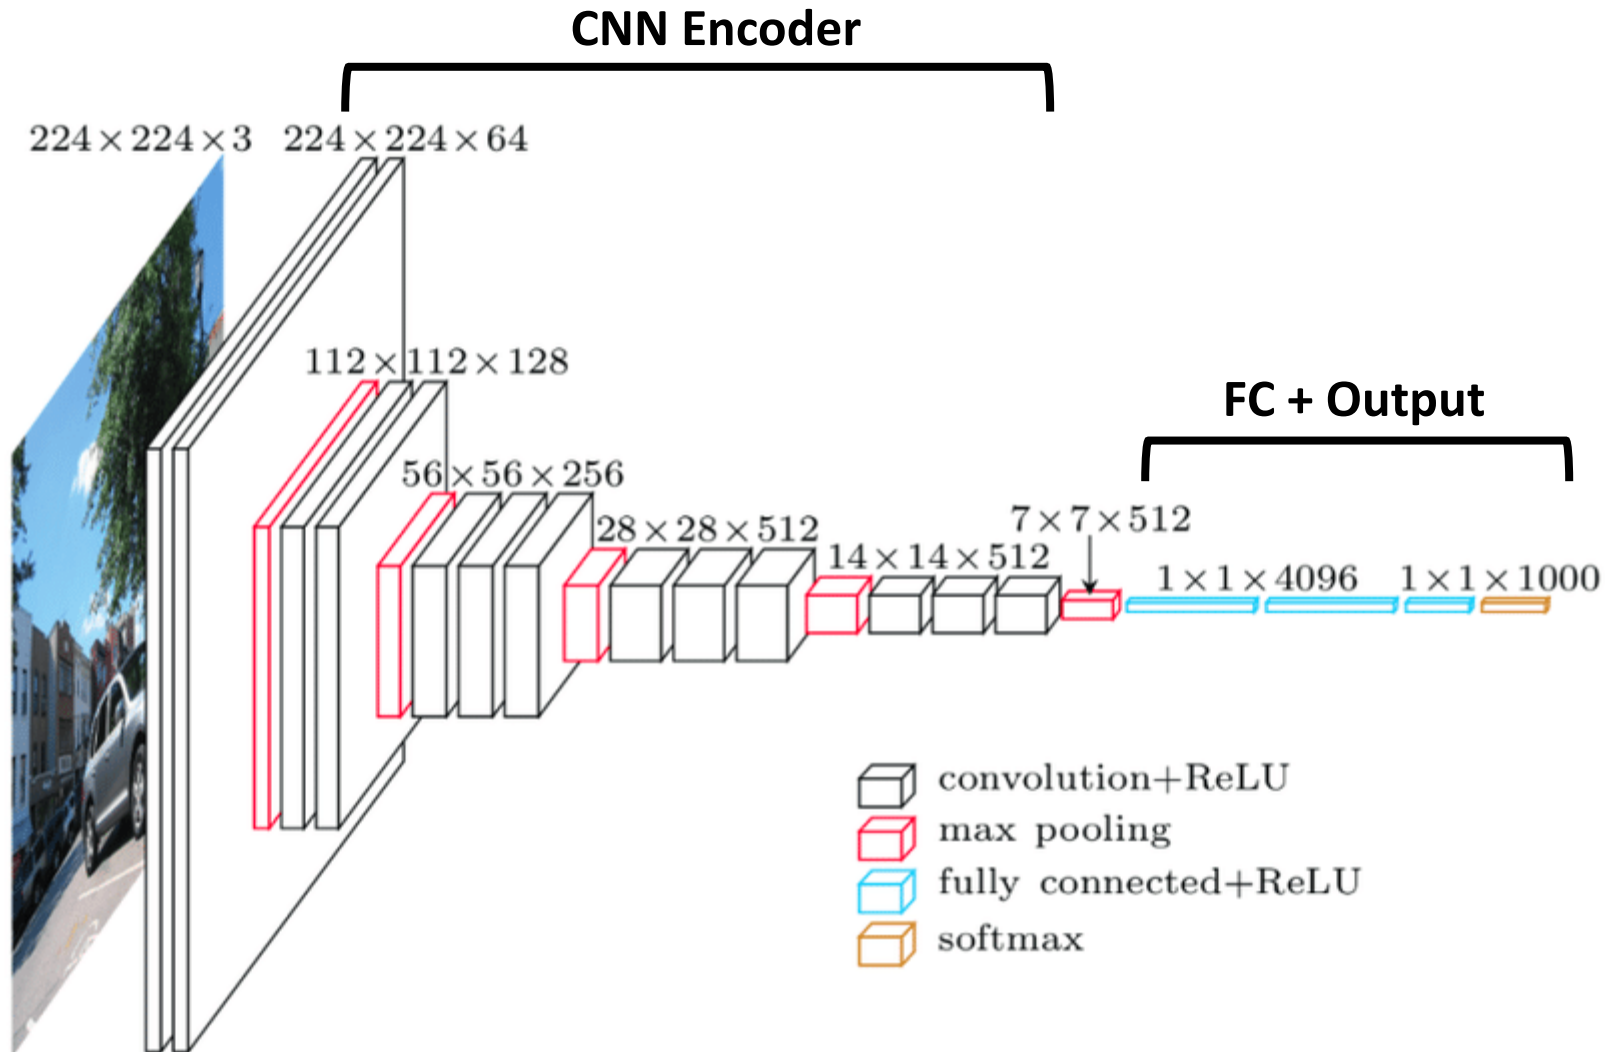 CNN Encoder
224×224×3
224×224×64
112×112×128
56×56×256
28×28×512
14×14×512
7×7×512
FC + Output
1×1×4096
1×1×1000
convolution+ReLU
max pooling
fully connected+ReLU
softmax